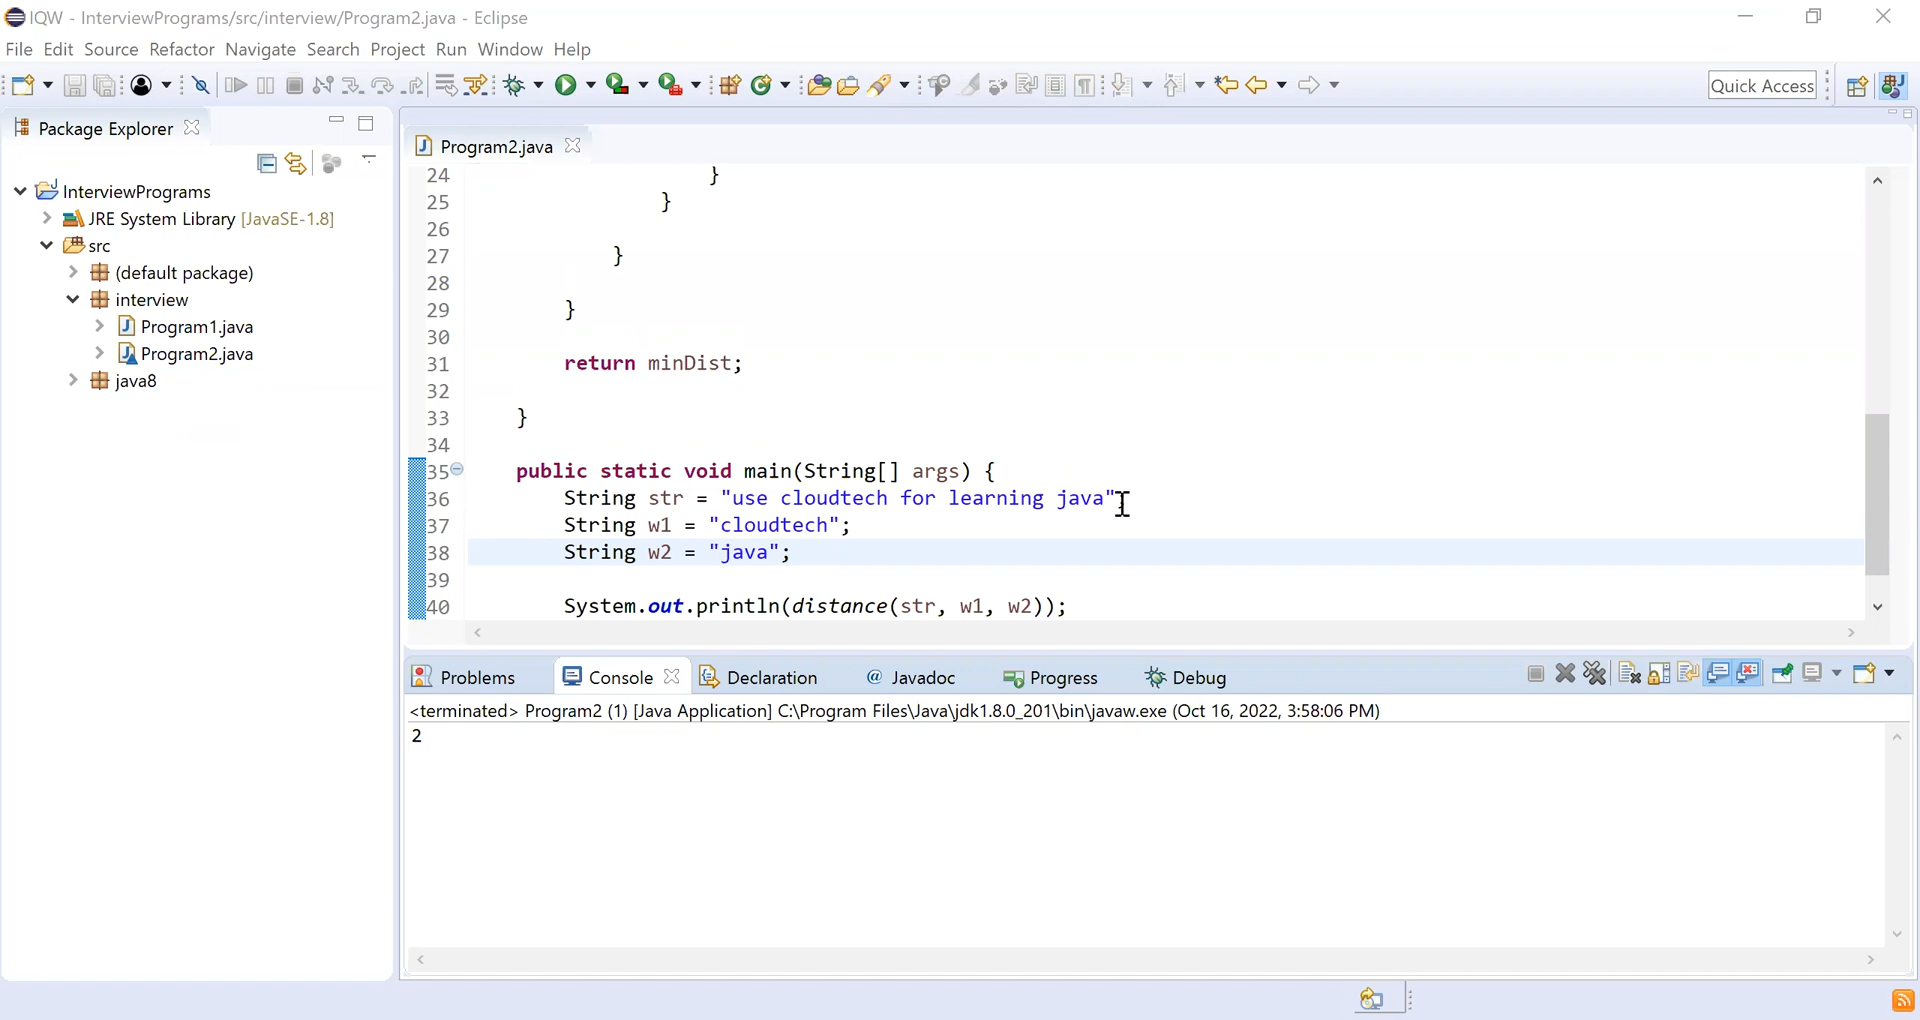 IQW - InterviewPrograms/src/interview/Program2.java - Eclipse
File Edit Source Refactor Navigate Search Project Run Window Help
Quick Access
Package Explorer
InterviewPrograms
JRE System Library [JavaSE-1.8]
src
(default package)
interview
Program1.java
Program2.java
java8
Program2.java
24 }
25 }
26
27 }
28
29 }
30
31 return minDist;
32
33 }
34
35 public static void main(String[] args) {
36 String str = "use cloudtech for learning java";
37 String w1 = "cloudtech";
38 String w2 = "java";
39
40 System.out.println(distance(str, w1, w2));
Problems Console Declaration @ Javadoc Progress Debug
<terminated> Program2 (1) [Java Application] C:\Program Files\Java\jdk1.8.0_201\bin\javaw.exe (Oct 16, 2022, 3:58:06 PM)
2